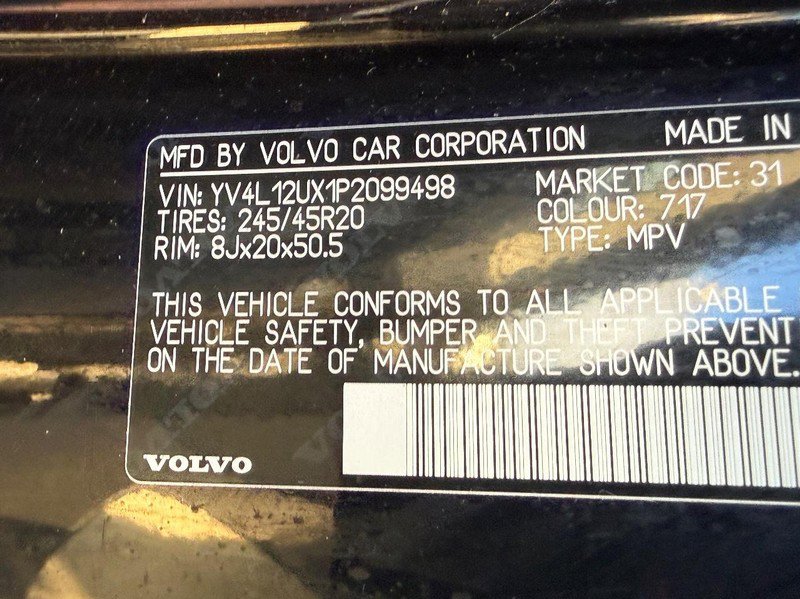 MFD BY VOLVO CAR CORPORATION MADE IN
VIN: YV4L12UX1P2099498 MARKET CODE: 31
TIRES: 245/45R20 COLOUR: 717
RIM: 8Jx20x50.5 TYPE: MPV
THIS VEHICLE CONFORMS TO ALL APPLICABLE
VEHICLE SAFETY, BUMPER AND THEFT PREVENT
ON THE DATE OF MANUFACTURE SHOWN ABOVE.
VOLVO